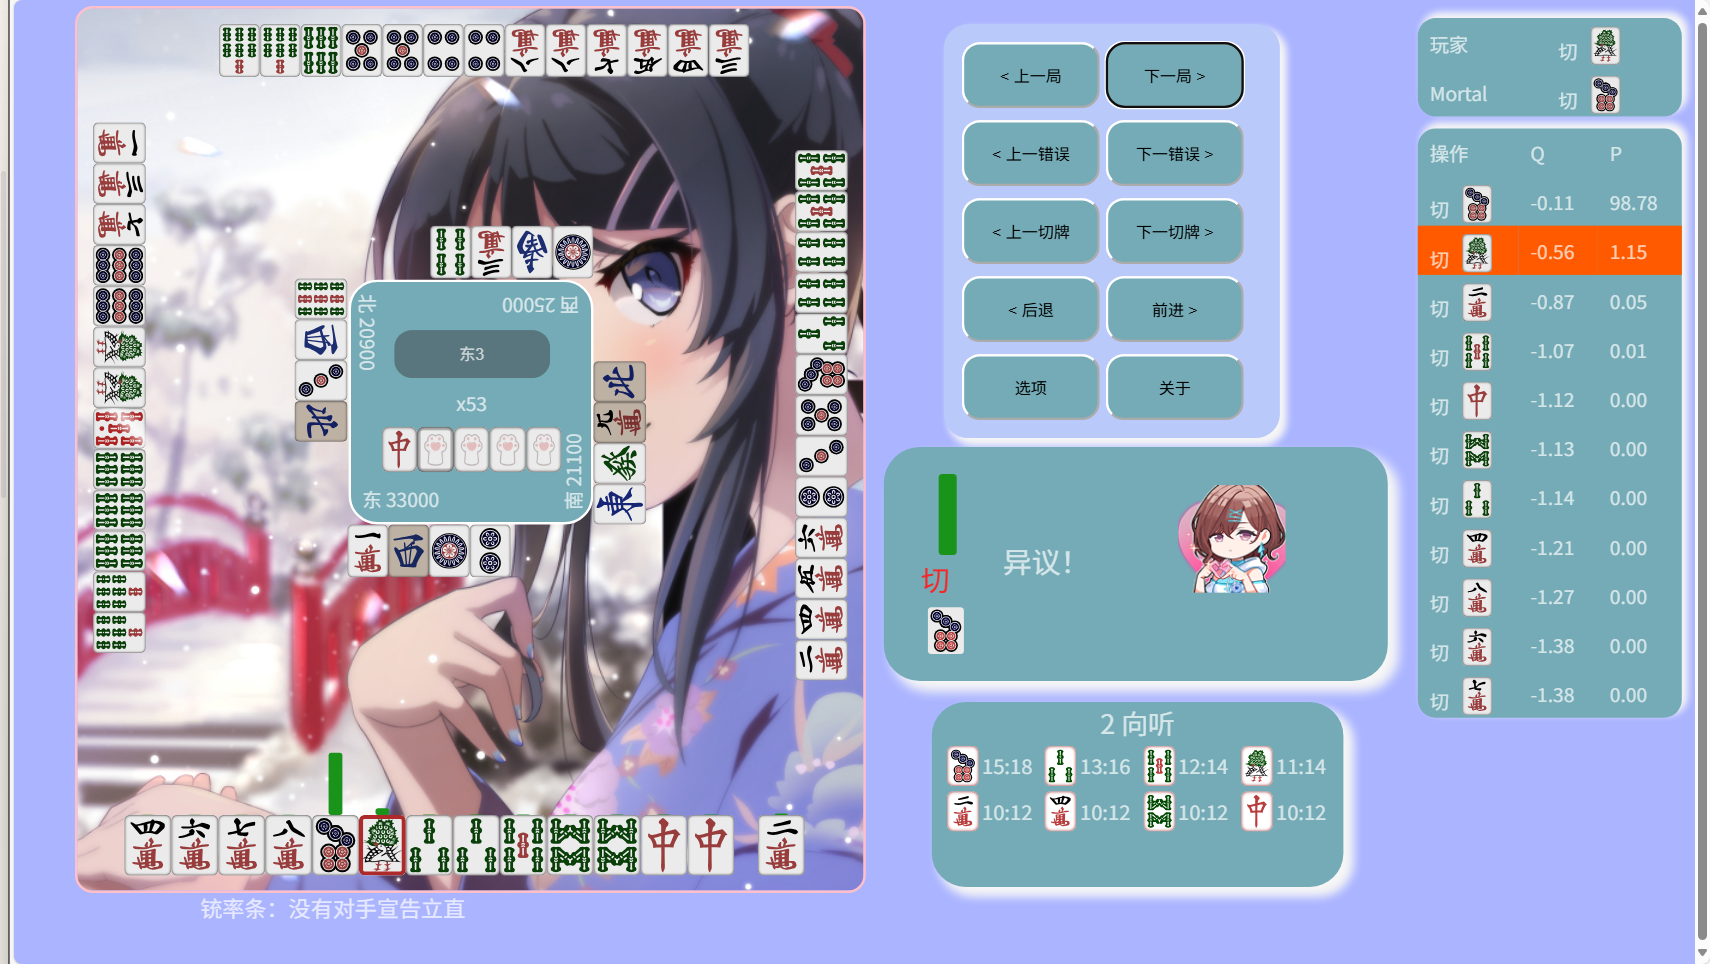 北 20900
西 25000
东3
x53
南 21100
东 33000
铳率条：没有对手宣告立直
< 上一局
下一局 >
< 上一错误
下一错误 >
< 上一切牌
下一切牌 >
< 后退
前进 >
选项
关于
切
异议！
2 向听
15:18
13:16
12:14
11:14
10:12
10:12
10:12
10:12
玩家 切
Mortal 切
操作 Q P
切 -0.11 98.78
切 -0.56 1.15
切 -0.87 0.05
切 -1.07 0.01
切 -1.12 0.00
切 -1.13 0.00
切 -1.14 0.00
切 -1.21 0.00
切 -1.27 0.00
切 -1.38 0.00
切 -1.38 0.00